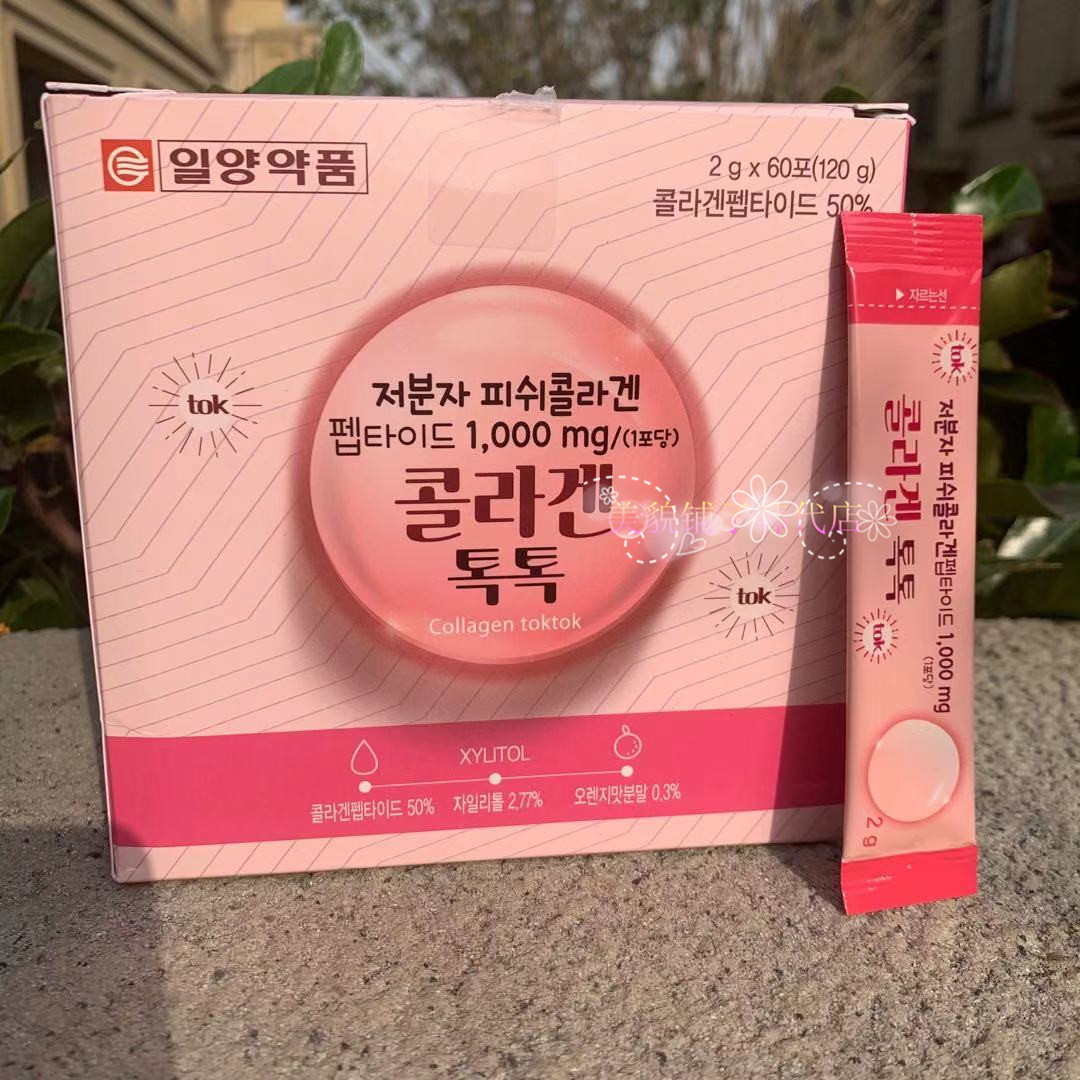 일양약품
2 g x 60포(120 g)
콜라겐펩타이드 50%
tok
저분자 피쉬콜라겐
펩타이드 1,000 mg/(1포당)
콜라겐
톡톡
Collagen toktok
tok
XYLITOL
콜라겐펩타이드 50%
자일리톨 2,77%
오렌지맛분말 0,3%
▶ 자르는선
tok
저분자 피쉬콜라겐펩타이드 1,000 mg
(1포당)
콜라겐 톡톡
tok
2 g
美貌铺
代店